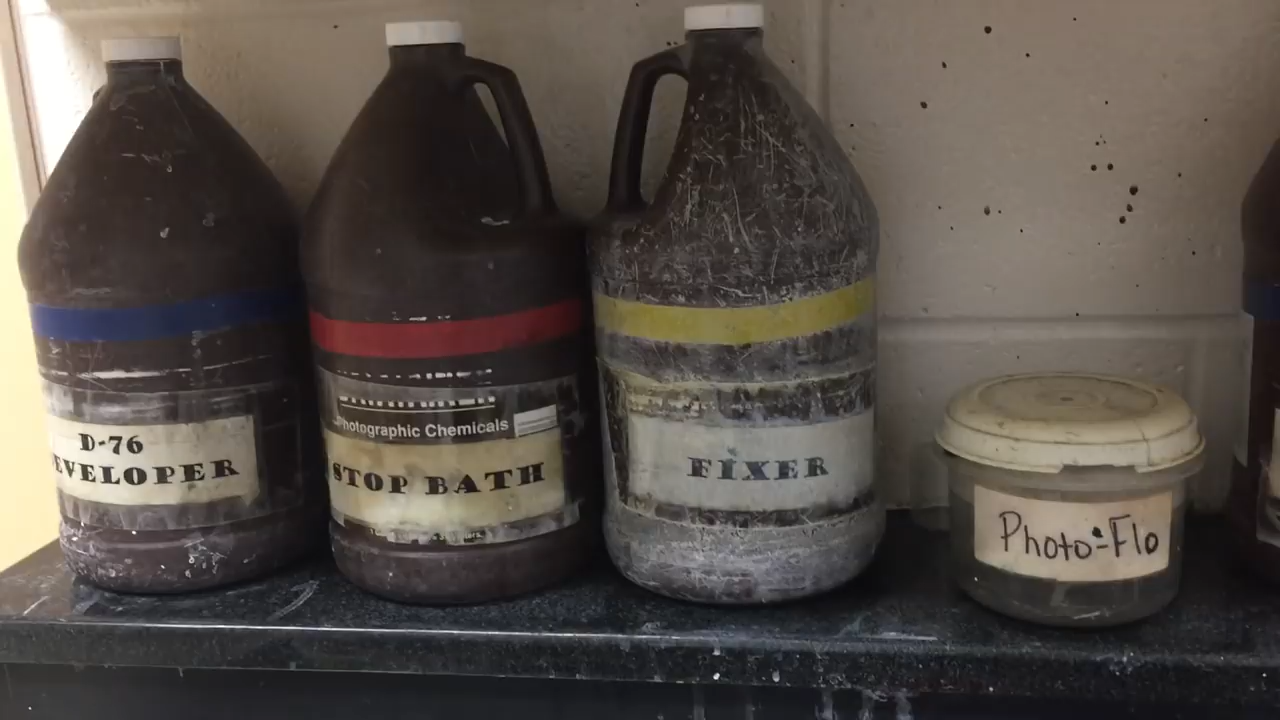 D-76
EVELOPER
Photographic Chemicals
STOP BATH
FIXER
Photo-Flo